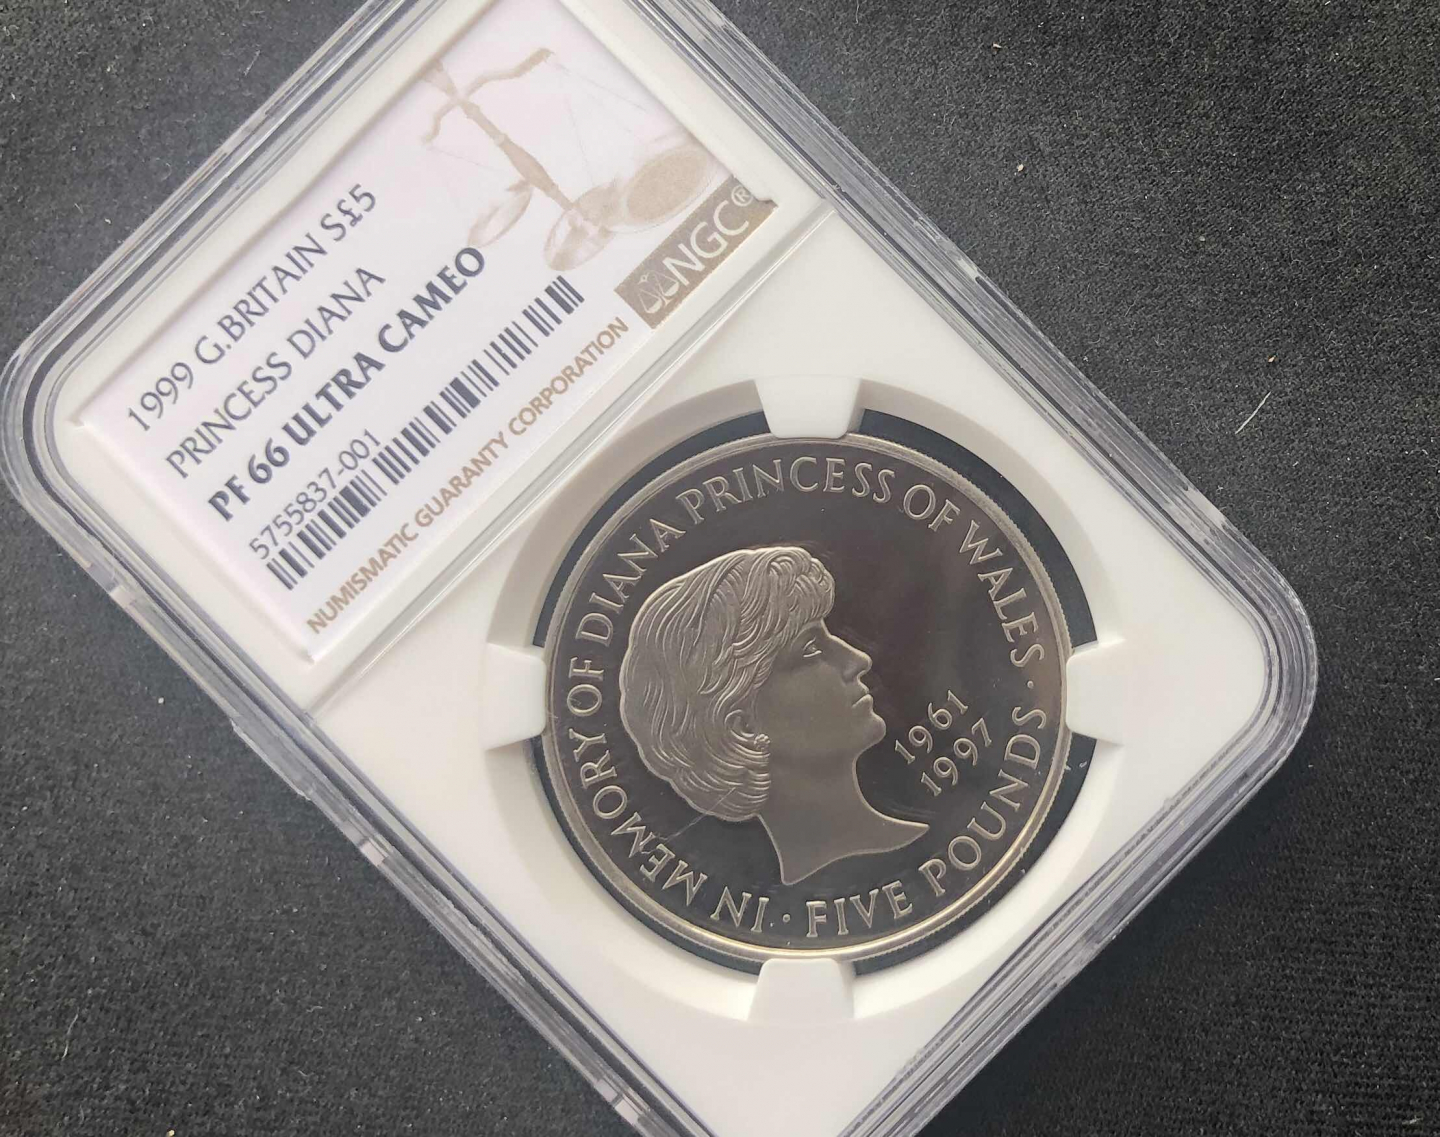 1999 G.BRITAIN S£5
PRINCESS DIANA
PF 66 ULTRA CAMEO
5755837-001
NUMISMATIC GUARANTY CORPORATION
NGC®
IN MEMORY OF DIANA PRINCESS OF WALES · FIVE POUNDS ·
1961
1997